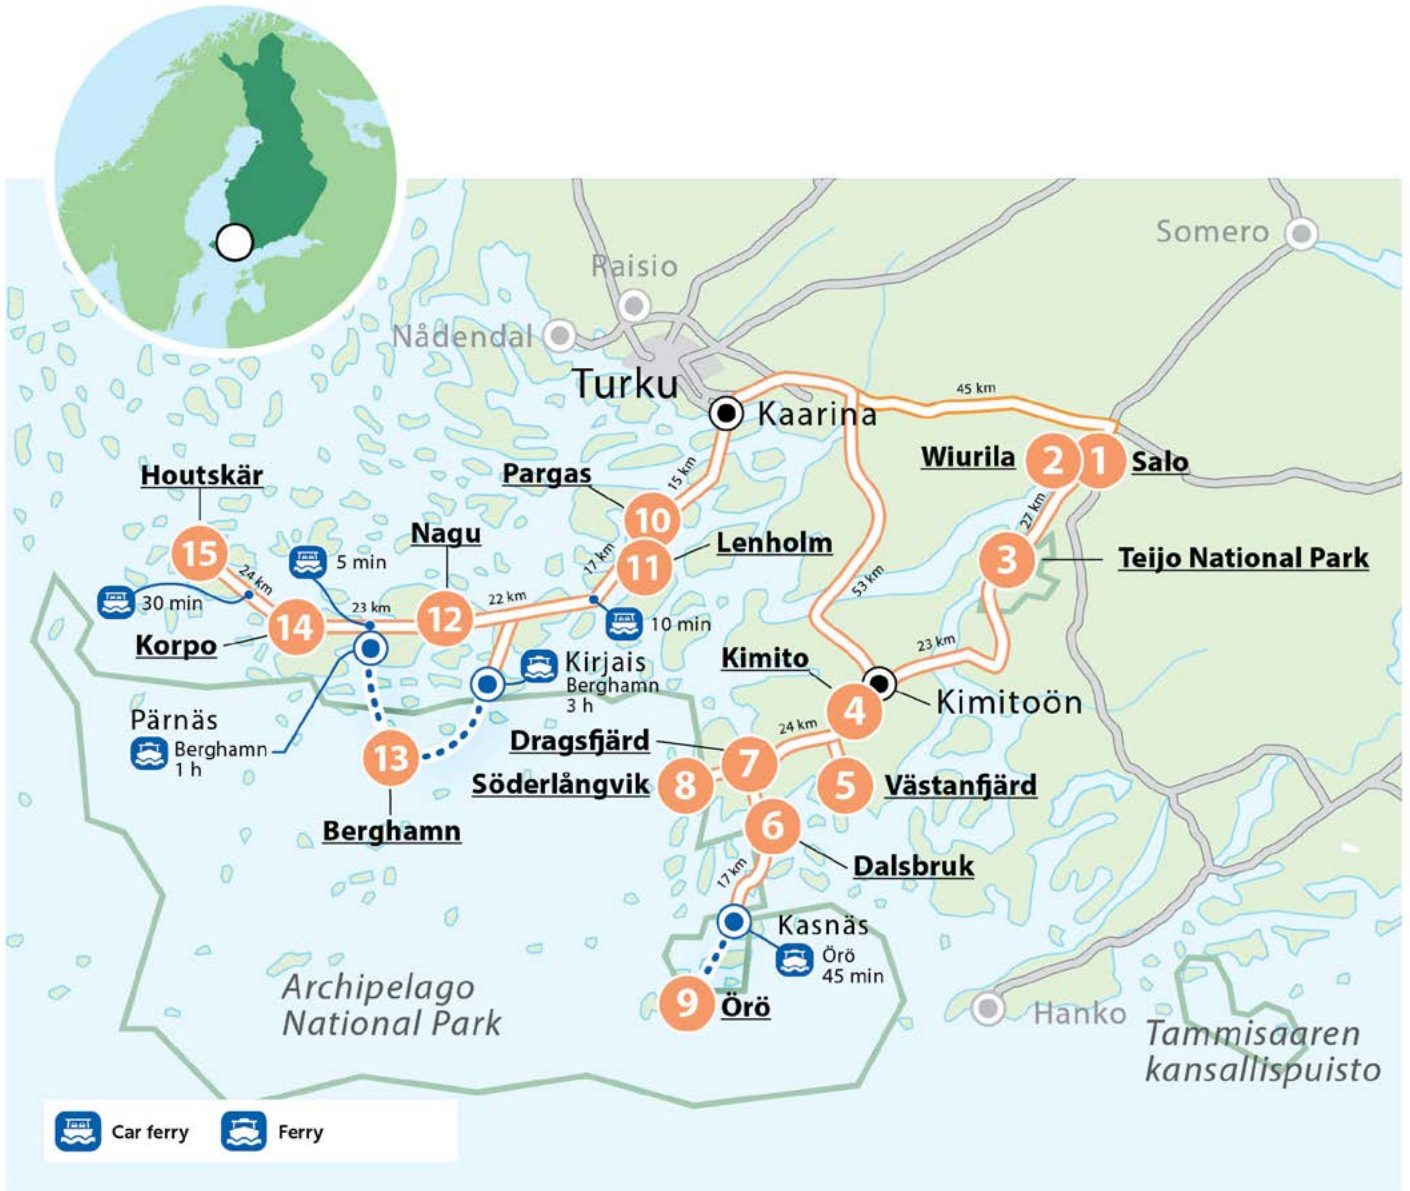 Somero
Raisio
Nådendal
Turku
Kaarina
45 km
Houtskär
Pargas
15 km
Wiurila
2
1
Salo
27 km
10
Nagu
Lenholm
15
5 min
17 km
11
3
Teijo National Park
24 km
30 min
23 km
12
22 km
10 min
53 km
14
Korpo
23 km
Kimito
Kirjais
Berghamn
3 h
4
Kimitoön
Pärnäs
Berghamn
1 h
13
Dragsfjärd
24 km
7
Söderlångvik
8
5
Västanfjärd
Berghamn
6
Dalsbruk
17 km
Kasnäs
Örö
45 min
Archipelago
National Park
9
Örö
Hanko
Tammisaaren
kansallispuisto
Car ferry
Ferry